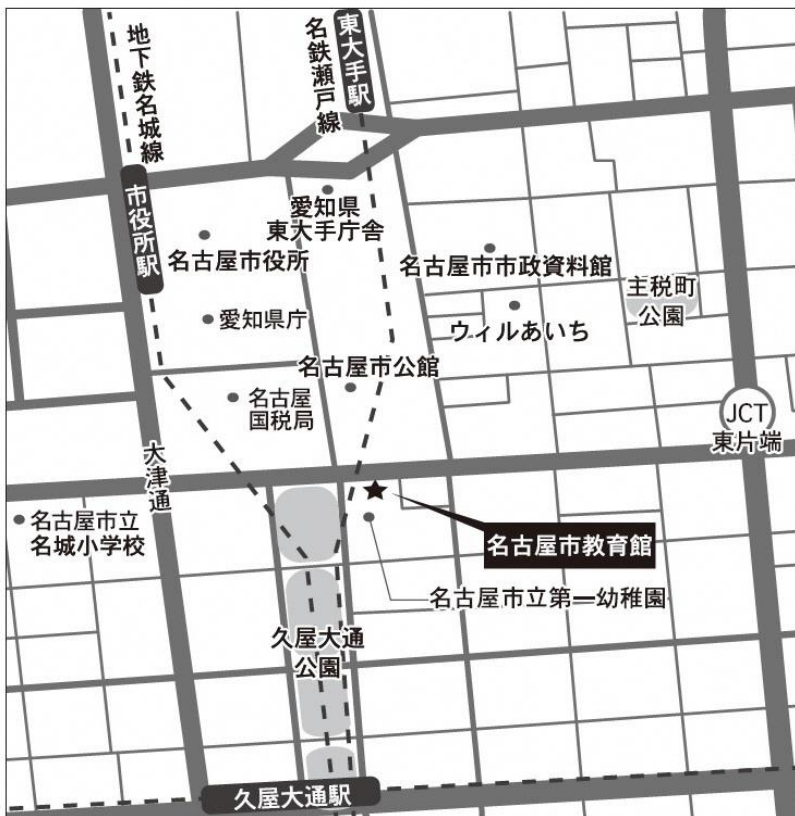 地下鉄名城線
名鉄瀬戸線
東大手駅
市役所駅
愛知県
東大手庁舎
名古屋市役所
名古屋市市政資料館
主税町
公園
愛知県庁
ウィルあいち
名古屋市公館
名古屋
国税局
JCT
東片端
大津通
名古屋市立
名城小学校
名古屋市教育館
名古屋市立第一幼稚園
久屋大通
公園
久屋大通駅